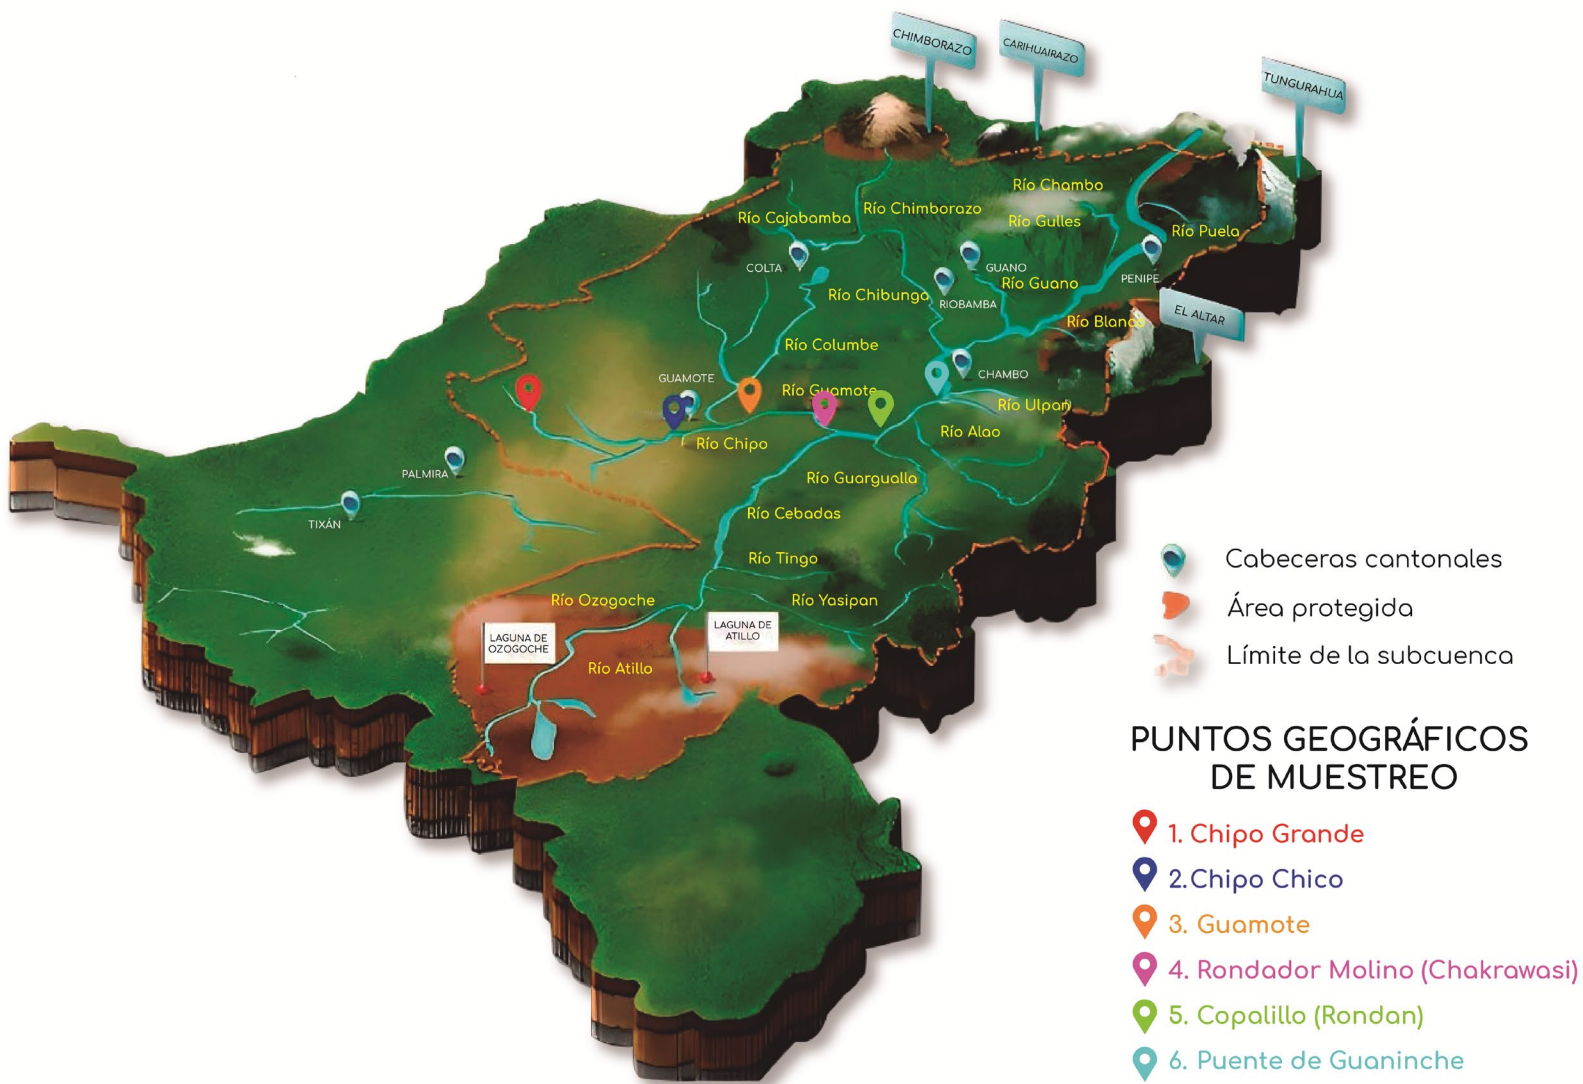 CHIMBORAZO
CARIHUAIRAZO
TUNGURAHUA
Río Chambo
Río Cajabamba
Río Chimborazo
Río Gulles
Río Puela
COLTA
GUANO
PENIPE
Río Chibunga
RIOBAMBA
Río Guano
EL ALTAR
Río Blanco
Río Columbe
GUAMOTE
CHAMBO
Río Guamote
Río Ulpan
Río Alao
Río Chipo
PALMIRA
Río Guargualla
TIXÁN
Río Cebadas
Río Tingo
Río Ozogoche
Río Yasipan
LAGUNA DE
OZOGOCHE
LAGUNA DE
ATILLO
Río Atillo
Cabeceras cantonales
Área protegida
Límite de la subcuenca
PUNTOS GEOGRÁFICOS
DE MUESTREO
1. Chipo Grande
2.Chipo Chico
3. Guamote
4. Rondador Molino (Chakrawasi)
5. Copalillo (Rondan)
6. Puente de Guaninche